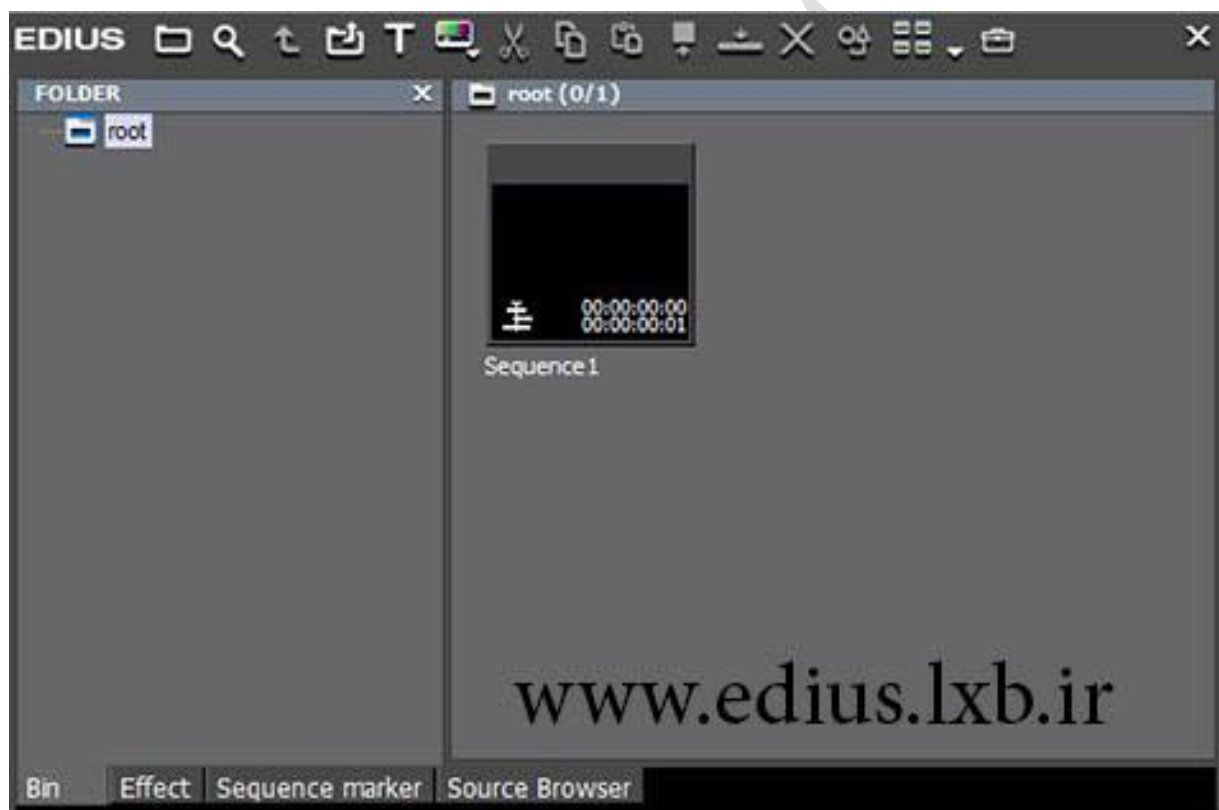 EDIUS
FOLDER
root (0/1)
root
00:00:00:00
00:00:00:01
Sequence1
www.edius.lxb.ir
Bin Effect Sequence marker Source Browser